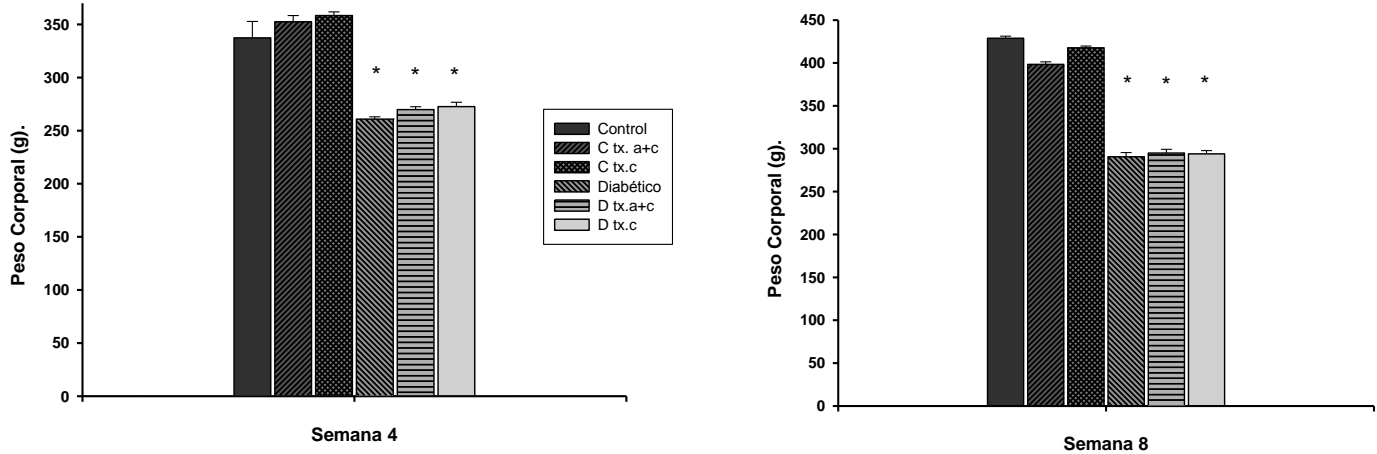 350
300
250
200
150
100
50
0
Peso Corporal (g).
* * *
Semana 4
Control
C tx. a+c
C tx.c
Diabético
D tx.a+c
D tx.c
450
400
350
300
250
200
150
100
50
0
Peso Corporal (g).
* * *
Semana 8